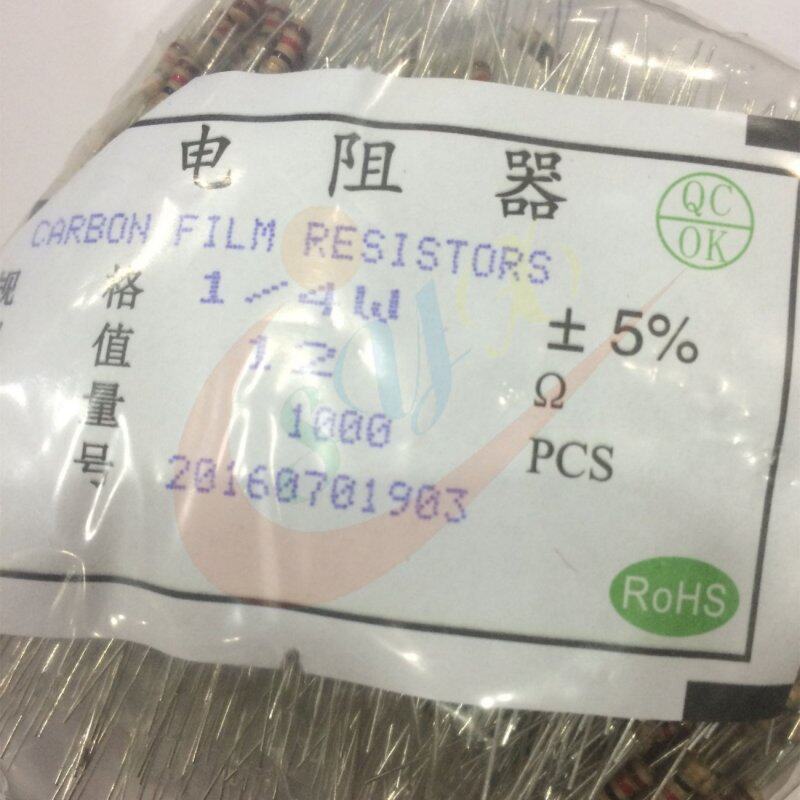 电 阻 器
QC
OK
CARBON FILM RESISTORS
规 格 1/4W ± 5%
值 12 Ω
量 1000 PCS
号 20160701903
RoHS